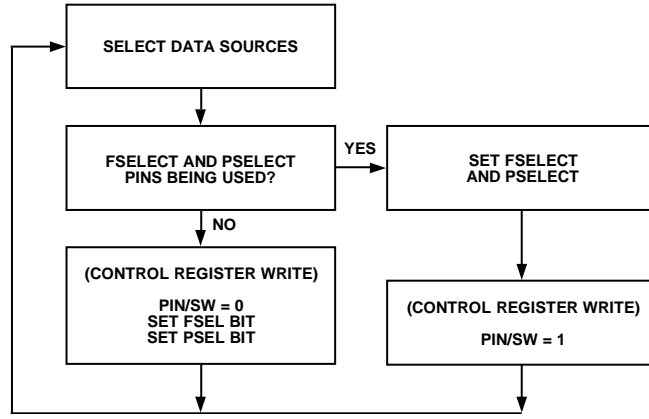 SELECT DATA SOURCES
FSELECT AND PSELECT
PINS BEING USED?
YES
SET FSELECT
AND PSELECT
NO
(CONTROL REGISTER WRITE)
PIN/SW = 0
SET FSEL BIT
SET PSEL BIT
(CONTROL REGISTER WRITE)
PIN/SW = 1